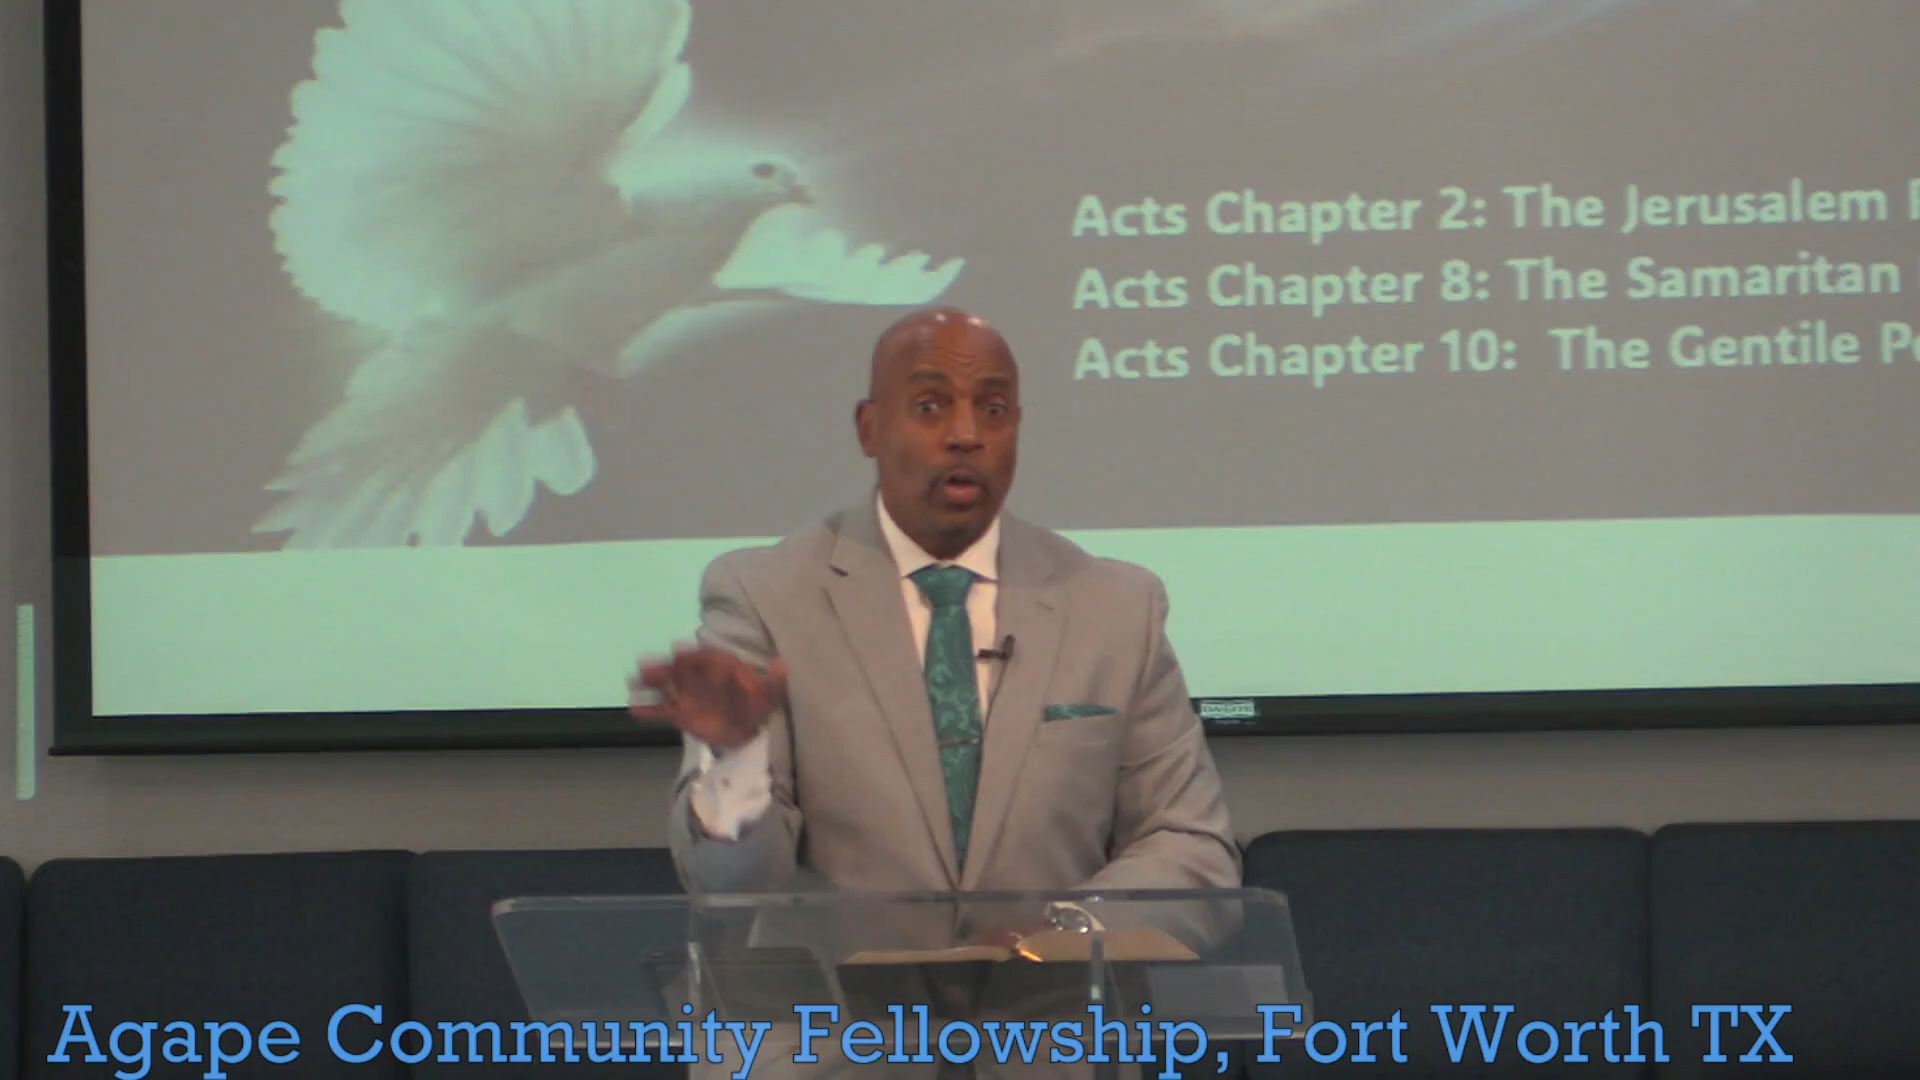 Acts Chapter 2: The Jerusalem
Acts Chapter 8: The Samaritan
Acts Chapter 10: The Gentile
Agape Community Fellowship, Fort Worth TX